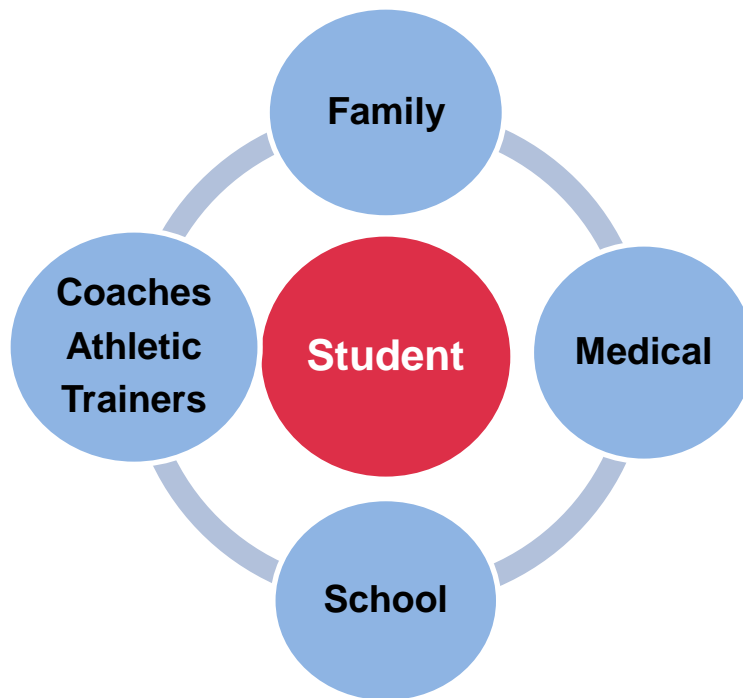 Family
Coaches
Athletic
Trainers
Student
Medical
School